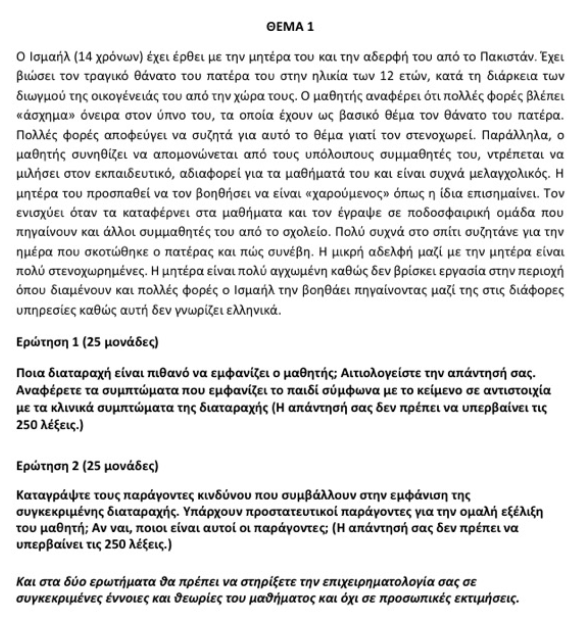 ΘΕΜΑ 1
Ο Ισμαήλ (14 χρόνων) έχει έρθει με την μητέρα του και την αδερφή του από το Πακιστάν. Έχει
βιώσει τον τραγικό θάνατο του πατέρα του στην ηλικία των 12 ετών, κατά τη διάρκεια των
διωγμού της οικογένειάς του από την χώρα τους. Ο μαθητής αναφέρει ότι πολλές φορές βλέπει
«άσχημα» όνειρα στον ύπνο του, τα οποία έχουν ως βασικό θέμα τον θάνατο του πατέρα.
Πολλές φορές αποφεύγει να συζητά για αυτό το θέμα γιατί τον στενοχωρεί. Παράλληλα, ο
μαθητής συνηθίζει να απομονώνεται από τους υπόλοιπους συμμαθητές του, ντρέπεται να
μιλήσει στον εκπαιδευτικό, αδιαφορεί για τα μαθήματά του και είναι συχνά μελαγχολικός. Η
μητέρα του προσπαθεί να τον βοηθήσει να είναι «χαρούμενος» όπως η ίδια επισημαίνει. Τον
ενισχύει όταν τα καταφέρνει στα μαθήματα και τον έγραψε σε ποδοσφαιρική ομάδα που
πηγαίνουν και άλλοι συμμαθητές του από το σχολείο. Πολύ συχνά στο σπίτι συζητάνε για την
ημέρα που σκοτώθηκε ο πατέρας και πώς συνέβη. Η μικρή αδελφή μαζί με την μητέρα είναι
πολύ στενοχωρημένες. Η μητέρα είναι πολύ αγχωμένη καθώς δεν βρίσκει εργασία στην περιοχή
όπου διαμένουν και πολλές φορές ο Ισμαήλ την βοηθάει πηγαίνοντας μαζί της στις διάφορες
υπηρεσίες καθώς αυτή δεν γνωρίζει ελληνικά.
Ερώτηση 1 (25 μονάδες)
Ποια διαταραχή είναι πιθανό να εμφανίζει ο μαθητής; Αιτιολογείστε την απάντησή σας.
Αναφέρετε τα συμπτώματα που εμφανίζει το παιδί σύμφωνα με το κείμενο σε αντιστοιχία
με τα κλινικά συμπτώματα της διαταραχής (Η απάντησή σας δεν πρέπει να υπερβαίνει τις
250 λέξεις.)
Ερώτηση 2 (25 μονάδες)
Καταγράψτε τους παράγοντες κινδύνου που συμβάλλουν στην εμφάνιση της
συγκεκριμένης διαταραχής. Υπάρχουν προστατευτικοί παράγοντες για την ομαλή εξέλιξη
του μαθητή; Αν ναι, ποιοι είναι αυτοί οι παράγοντες; (Η απάντησή σας δεν πρέπει να
υπερβαίνει τις 250 λέξεις.)
Και στα δύο ερωτήματα θα πρέπει να στηρίξετε την επιχειρηματολογία σας σε
συγκεκριμένες έννοιες και θεωρίες του μαθήματος και όχι σε προσωπικές εκτιμήσεις.